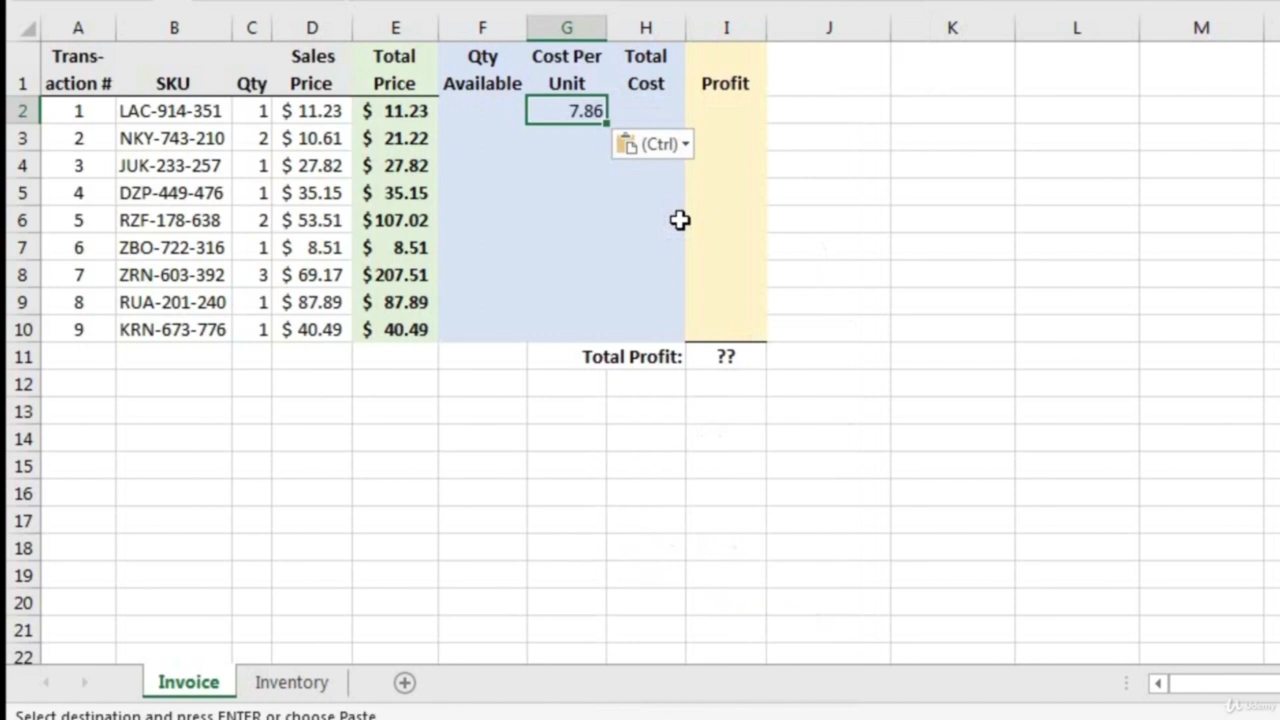 A B C D E F G H I J K L M
Trans- Sales Total Qty Cost Per Total
1 action # SKU Qty Price Price Available Unit Cost Profit
2 1 LAC-914-351 1 $ 11.23 $ 11.23 7.86
3 2 NKY-743-210 2 $ 10.61 $ 21.22 (Ctrl)
4 3 JUK-233-257 1 $ 27.82 $ 27.82
5 4 DZP-449-476 1 $ 35.15 $ 35.15
6 5 RZF-178-638 2 $ 53.51 $107.02
7 6 ZBO-722-316 1 $ 8.51 $ 8.51
8 7 ZRN-603-392 3 $ 69.17 $207.51
9 8 RUA-201-240 1 $ 87.89 $ 87.89
10 9 KRN-673-776 1 $ 40.49 $ 40.49
11 Total Profit: ??
12
13
14
15
16
17
18
19
20
21
22
Invoice Inventory
Select destination and press ENTER or choose Paste
Udemy